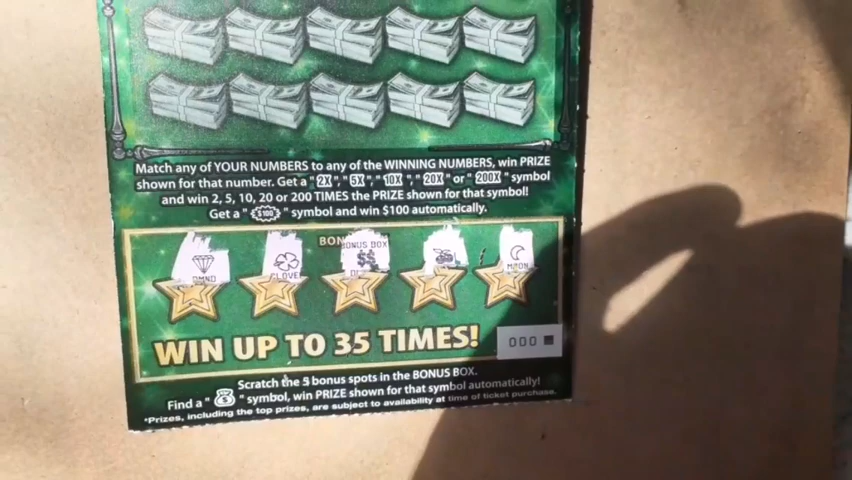 Match any of YOUR NUMBERS to any of the WINNING NUMBERS, win PRIZE
shown for that number. Get a "2X", "5X", "10X", "20X" or "200X" symbol
and win 2, 5, 10, 20 or 200 TIMES the PRIZE shown for that symbol!
Get a "$100" symbol and win $100 automatically.
BONUS BOX
DMND CLOVER $$ MOON
WIN UP TO 35 TIMES!
000
Scratch the 5 bonus spots in the BONUS BOX.
Find a "$" symbol, win PRIZE shown for that symbol automatically!
*Prizes, including the top prizes, are subject to availability at time of ticket purchase.